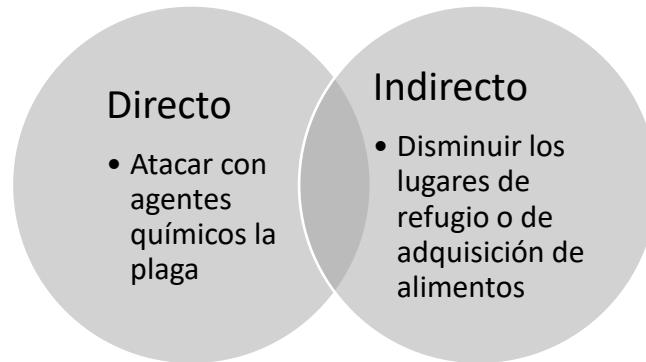 Directo
• Atacar con
agentes
químicos la
plaga
Indirecto
• Disminuir los
lugares de
refugio o de
adquisición de
alimentos